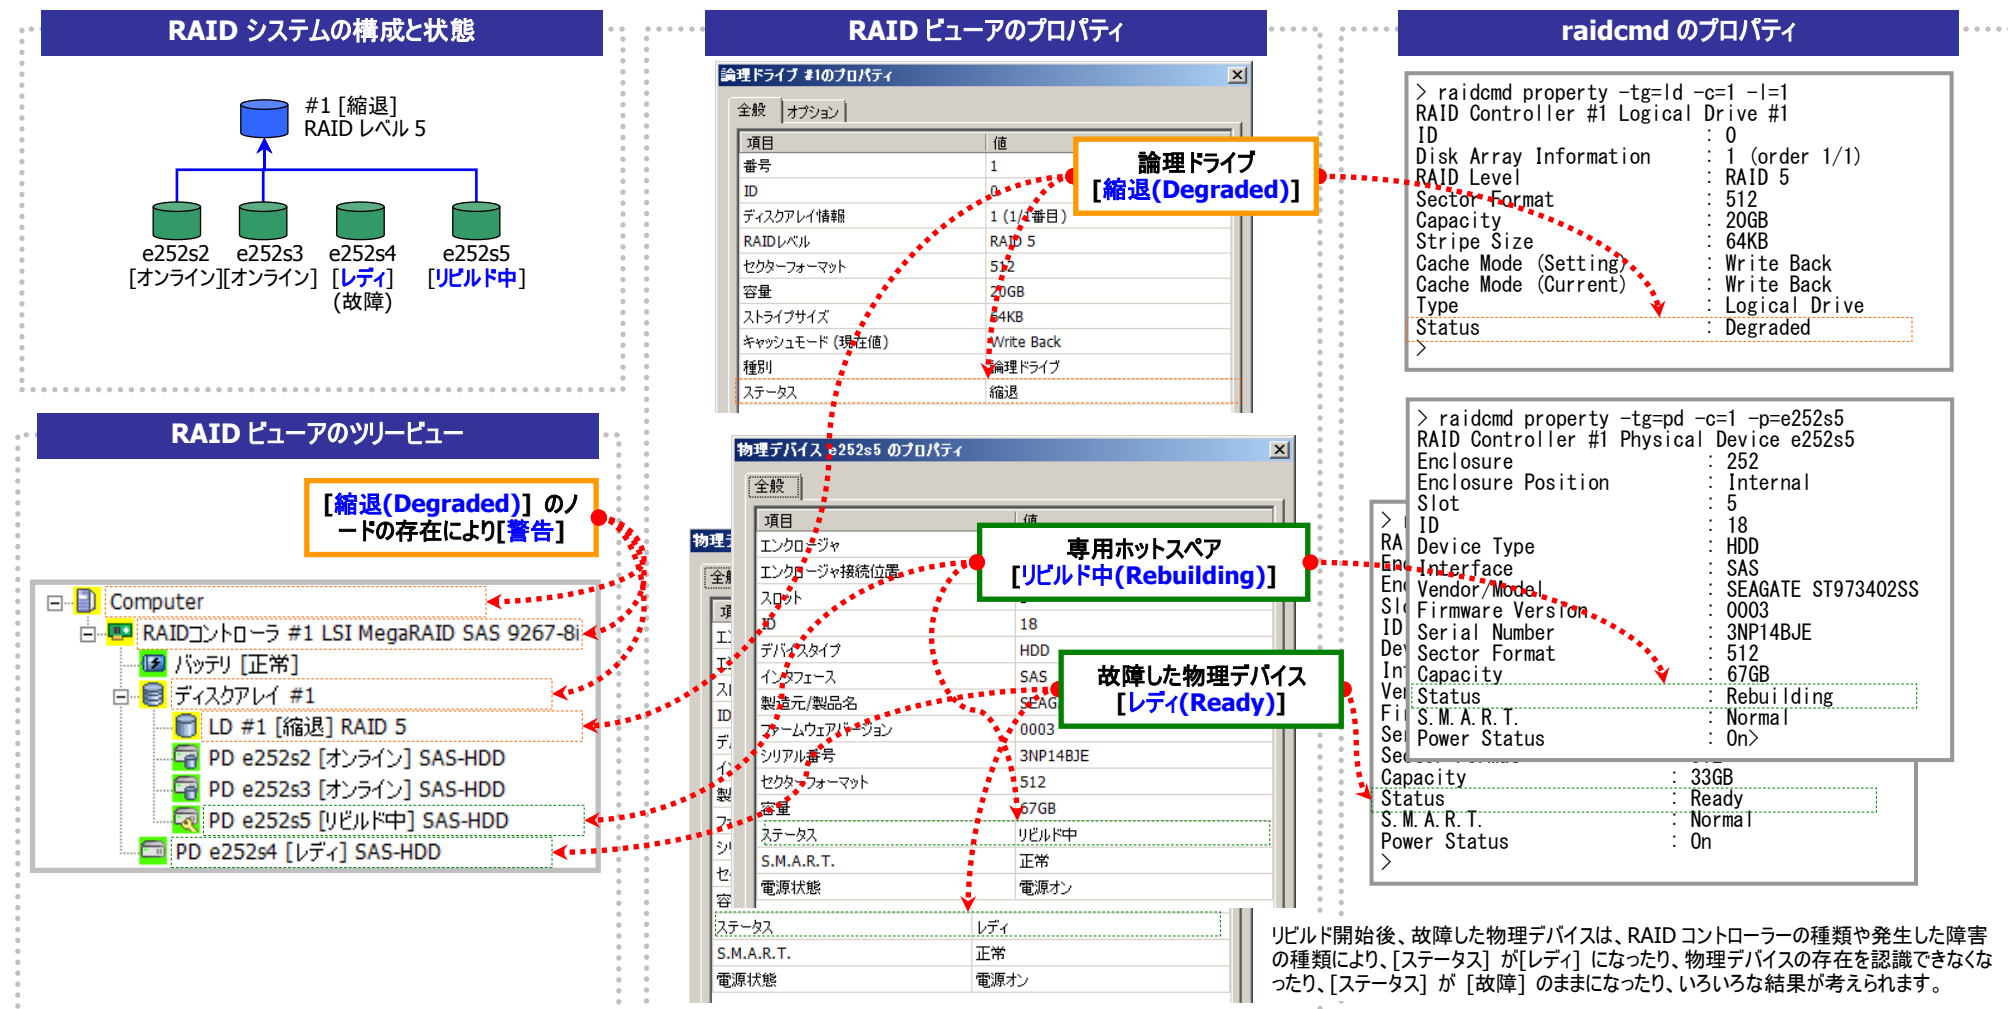 RAID システムの構成と状態
#1 [縮退]
RAID レベル 5
e252s2
[オンライン]
e252s3
[オンライン]
e252s4
[レディ]
(故障)
e252s5
[リビルド中]
RAID ビューアのツリービュー
[縮退(Degraded)] のノ
ードの存在により[警告]
Computer
RAIDコントローラ #1 LSI MegaRAID SAS 9267-8i
バッテリ [正常]
ディスクアレイ #1
LD #1 [縮退] RAID 5
PD e252s2 [オンライン] SAS-HDD
PD e252s3 [オンライン] SAS-HDD
PD e252s5 [リビルド中] SAS-HDD
PD e252s4 [レディ] SAS-HDD
RAID ビューアのプロパティ
論理ドライブ #1のプロパティ
全般 オプション
項目 値
番号 1
ID 0
ディスクアレイ情報 1 (1/1番目)
RAIDレベル RAID 5
セクターフォーマット 512
容量 20GB
ストライプサイズ 64KB
キャッシュモード (現在値) Write Back
種別 論理ドライブ
ステータス 縮退
論理ドライブ
[縮退(Degraded)]
物理デバイス e252s5 のプロパティ
全般
項目 値
エンクロージャ
エンクロージャ接続位置
スロット
ID 18
デバイスタイプ HDD
インタフェース SAS
製造元/製品名 SEAG
ファームウェアバージョン 0003
シリアル番号 3NP14BJE
セクターフォーマット 512
容量 67GB
ステータス リビルド中
S.M.A.R.T. 正常
電源状態 電源オン
専用ホットスペア
[リビルド中(Rebuilding)]
故障した物理デバイス
[レディ(Ready)]
ステータス レディ
S.M.A.R.T. 正常
電源状態 電源オン
raidcmd のプロパティ
> raidcmd property -tg=ld -c=1 -l=1
RAID Controller #1 Logical Drive #1
ID : 0
Disk Array Information : 1 (order 1/1)
RAID Level : RAID 5
Sector Format : 512
Capacity : 20GB
Stripe Size : 64KB
Cache Mode (Setting) : Write Back
Cache Mode (Current) : Write Back
Type : Logical Drive
Status : Degraded
>
> raidcmd property -tg=pd -c=1 -p=e252s5
RAID Controller #1 Physical Device e252s5
Enclosure : 252
Enclosure Position : Internal
Slot : 5
ID : 18
Device Type : HDD
Interface : SAS
Vendor/Model : SEAGATE ST973402SS
Firmware Version : 0003
Serial Number : 3NP14BJE
Sector Format : 512
Capacity : 67GB
Status : Rebuilding
S.M.A.R.T. : Normal
Power Status : On>
Capacity : 33GB
Status : Ready
S.M.A.R.T. : Normal
Power Status : On
>
リビルド開始後、故障した物理デバイスは、RAID コントローラーの種類や発生した障害
の種類により、[ステータス] が[レディ] になったり、物理デバイスの存在を認識できなくな
ったり、[ステータス] が [故障] のままになったり、いろいろな結果が考えられます。